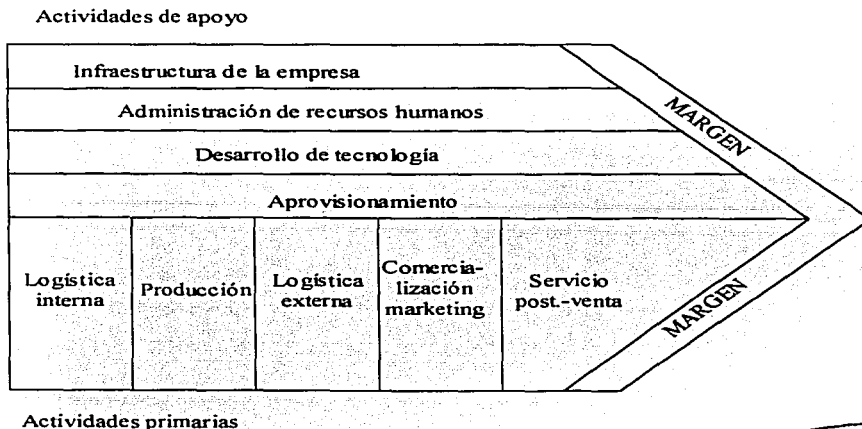 Actividades de apoyo
Infraestructura de la empresa
Administración de recursos humanos
Desarrollo de tecnología
Aprovisionamiento
MARGEN
Logística
interna
Producción
Logística
externa
Comercia-
lización
marketing
Servicio
post.-venta
MARGEN
Actividades primarias